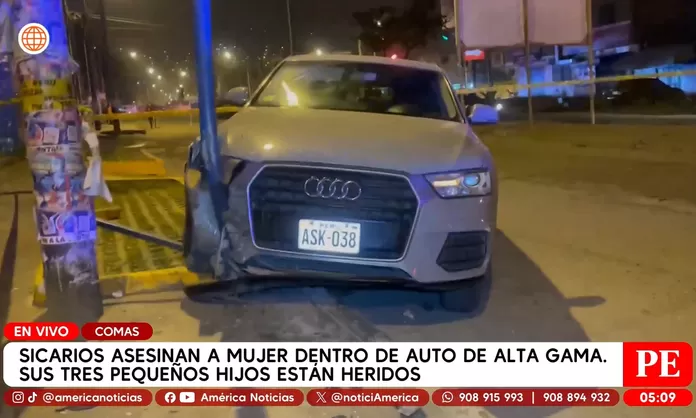 PERU
ASK-038
EN VIVO
COMAS
SICARIOS ASESINAN A MUJER DENTRO DE AUTO DE ALTA GAMA.
SUS TRES PEQUEÑOS HIJOS ESTÁN HERIDOS
PE
@americanoticias
América Noticias
@noticiAmerica
908 915 993 | 908 894 932
05:09